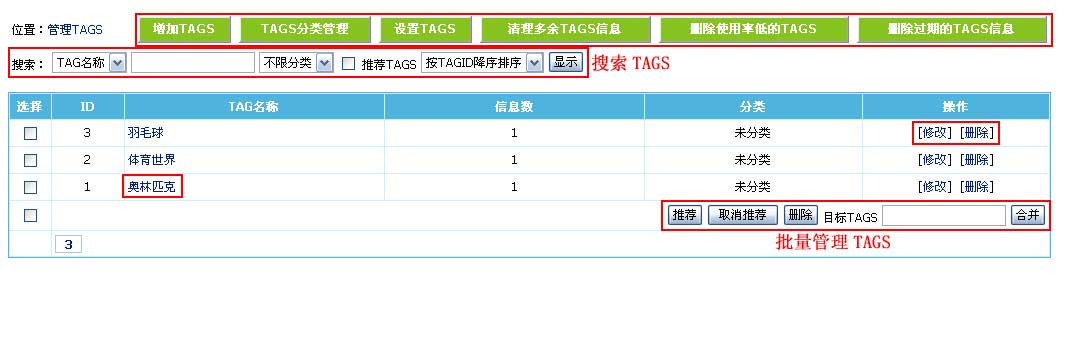 位置：管理TAGS 增加TAGS TAGS分类管理 设置TAGS 清理多余TAGS信息 删除使用率低的TAGS 删除过期的TAGS信息
搜索： TAG名称 不限分类 推荐TAGS 按TAGID降序排序 显示 搜索 TAGS
选择 ID TAG名称 信息数 分类 操作
3 羽毛球 1 未分类 [修改] [删除]
2 体育世界 1 未分类 [修改] [删除]
1 奥林匹克 1 未分类 [修改] [删除]
推荐 取消推荐 删除 目标TAGS 合并
3 批量管理 TAGS